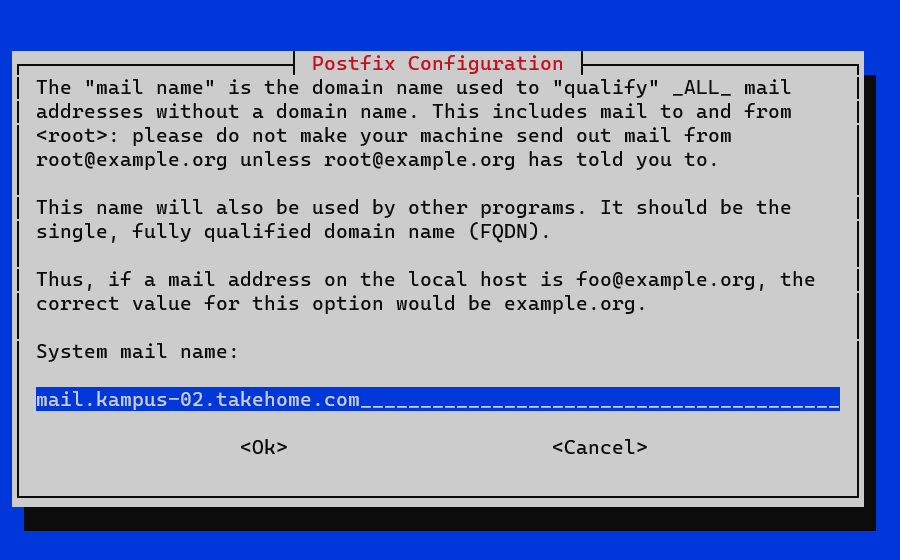 Postfix Configuration
The "mail name" is the domain name used to "qualify" _ALL_ mail
addresses without a domain name. This includes mail to and from
<root>: please do not make your machine send out mail from
root@example.org unless root@example.org has told you to.
This name will also be used by other programs. It should be the
single, fully qualified domain name (FQDN).
Thus, if a mail address on the local host is foo@example.org, the
correct value for this option would be example.org.
System mail name:
mail.kampus-02.takehome.com________________________________________
<Ok> <Cancel>